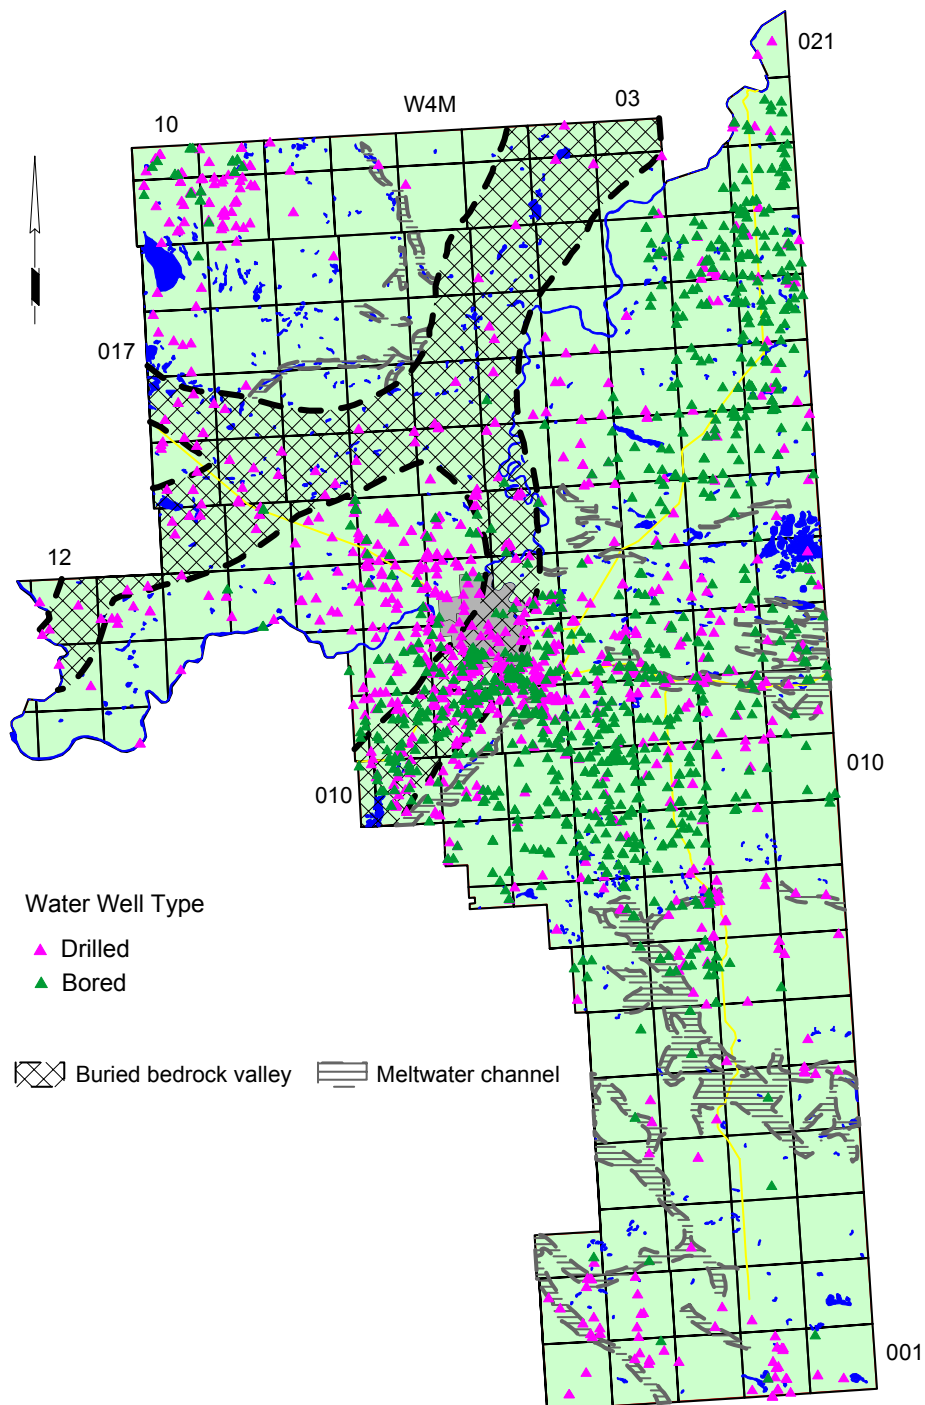 021
W4M
03
10
017
12
010
010
Water Well Type
Drilled
Bored
Buried bedrock valley
Meltwater channel
001